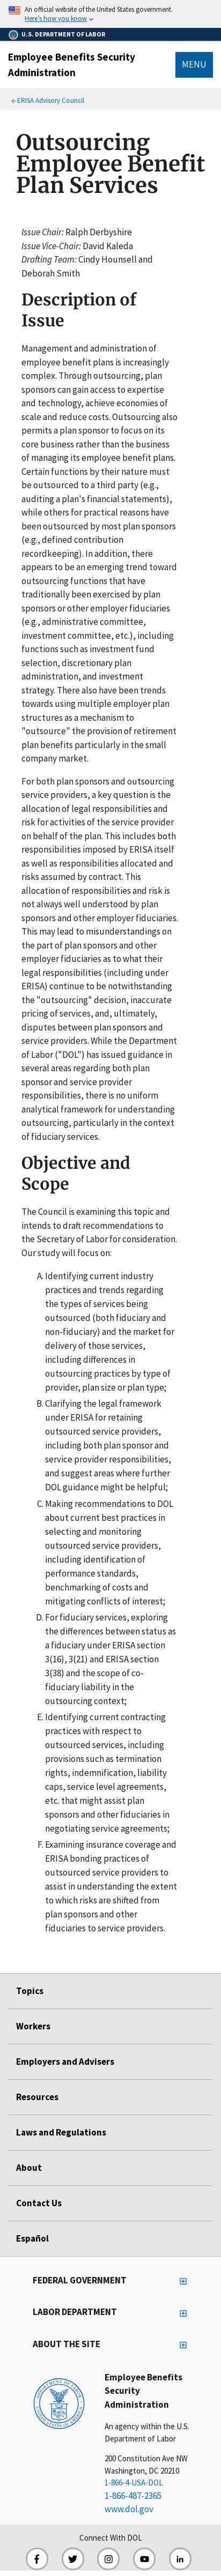 An official website of the United States government.
Here's how you know
U.S. DEPARTMENT OF LABOR
Employee Benefits Security
Administration
MENU
← ERISA Advisory Council
Outsourcing
Employee Benefit
Plan Services
Issue Chair: Ralph Derbyshire
Issue Vice-Chair: David Kaleda
Drafting Team: Cindy Hounsell and
Deborah Smith
Description of
Issue
Management and administration of
employee benefit plans is increasingly
complex. Through outsourcing, plan
sponsors can gain access to expertise
and technology, achieve economies of
scale and reduce costs. Outsourcing also
permits a plan sponsor to focus on its
core business rather than the business
of managing its employee benefit plans.
Certain functions by their nature must
be outsourced to a third party (e.g.,
auditing a plan's financial statements),
while others for practical reasons have
been outsourced by most plan sponsors
(e.g., defined contribution
recordkeeping). In addition, there
appears to be an emerging trend toward
outsourcing functions that have
traditionally been exercised by plan
sponsors or other employer fiduciaries
(e.g., administrative committee,
investment committee, etc.), including
functions such as investment fund
selection, discretionary plan
administration, and investment
strategy. There also have been trends
towards using multiple employer plan
structures as a mechanism to
"outsource" the provision of retirement
plan benefits particularly in the small
company market.
For both plan sponsors and outsourcing
service providers, a key question is the
allocation of legal responsibilities and
risk for activities of the service provider
on behalf of the plan. This includes both
responsibilities imposed by ERISA itself
as well as responsibilities allocated and
risks assumed by contract. This
allocation of responsibilities and risk is
not always well understood by plan
sponsors and other employer fiduciaries.
This may lead to misunderstandings on
the part of plan sponsors and other
employer fiduciaries as to what their
legal responsibilities (including under
ERISA) continue to be notwithstanding
the "outsourcing" decision, inaccurate
pricing of services, and, ultimately,
disputes between plan sponsors and
service providers. While the Department
of Labor ("DOL") has issued guidance in
several areas regarding both plan
sponsor and service provider
responsibilities, there is no uniform
analytical framework for understanding
outsourcing, particularly in the context
of fiduciary services.
Objective and
Scope
The Council is examining this topic and
intends to draft recommendations to
the Secretary of Labor for consideration.
Our study will focus on:
A. Identifying current industry
practices and trends regarding
the types of services being
outsourced (both fiduciary and
non-fiduciary) and the market for
delivery of those services,
including differences in
outsourcing practices by type of
provider, plan size or plan type;
B. Clarifying the legal framework
under ERISA for retaining
outsourced service providers,
including both plan sponsor and
service provider responsibilities,
and suggest areas where further
DOL guidance might be helpful;
C. Making recommendations to DOL
about current best practices in
selecting and monitoring
outsourced service providers,
including identification of
performance standards,
benchmarking of costs and
mitigating conflicts of interest;
D. For fiduciary services, exploring
the differences between status as
a fiduciary under ERISA section
3(16), 3(21) and ERISA section
3(38) and the scope of co-
fiduciary liability in the
outsourcing context;
E. Identifying current contracting
practices with respect to
outsourced services, including
provisions such as termination
rights, indemnification, liability
caps, service level agreements,
etc. that might assist plan
sponsors and other fiduciaries in
negotiating service agreements;
F. Examining insurance coverage and
ERISA bonding practices of
outsourced service providers to
assist in understanding the extent
to which risks are shifted from
plan sponsors and other
fiduciaries to service providers.
Topics
Workers
Employers and Advisers
Resources
Laws and Regulations
About
Contact Us
Español
FEDERAL GOVERNMENT
LABOR DEPARTMENT
ABOUT THE SITE
Employee Benefits
Security
Administration
An agency within the U.S.
Department of Labor
200 Constitution Ave NW
Washington, DC 20210
1-866-4-USA-DOL
1-866-487-2365
www.dol.gov
Connect With DOL